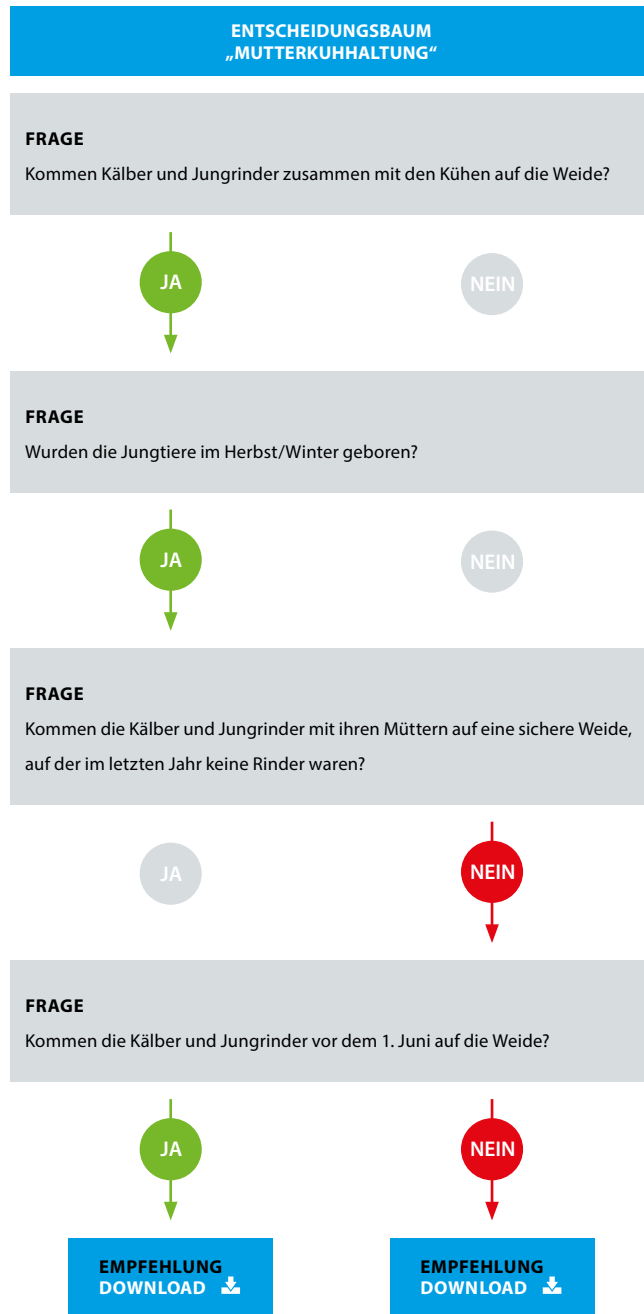 ENTSCHEIDUNGSBAUM
„MUTTERKUHHALTUNG“
FRAGE
Kommen Kälber und Jungrinder zusammen mit den Kühen auf die Weide?
JA
NEIN
FRAGE
Wurden die Jungtiere im Herbst/Winter geboren?
JA
NEIN
FRAGE
Kommen die Kälber und Jungrinder mit ihren Müttern auf eine sichere Weide,
auf der im letzten Jahr keine Rinder waren?
JA
NEIN
FRAGE
Kommen die Kälber und Jungrinder vor dem 1. Juni auf die Weide?
JA
NEIN
EMPFEHLUNG
DOWNLOAD
EMPFEHLUNG
DOWNLOAD